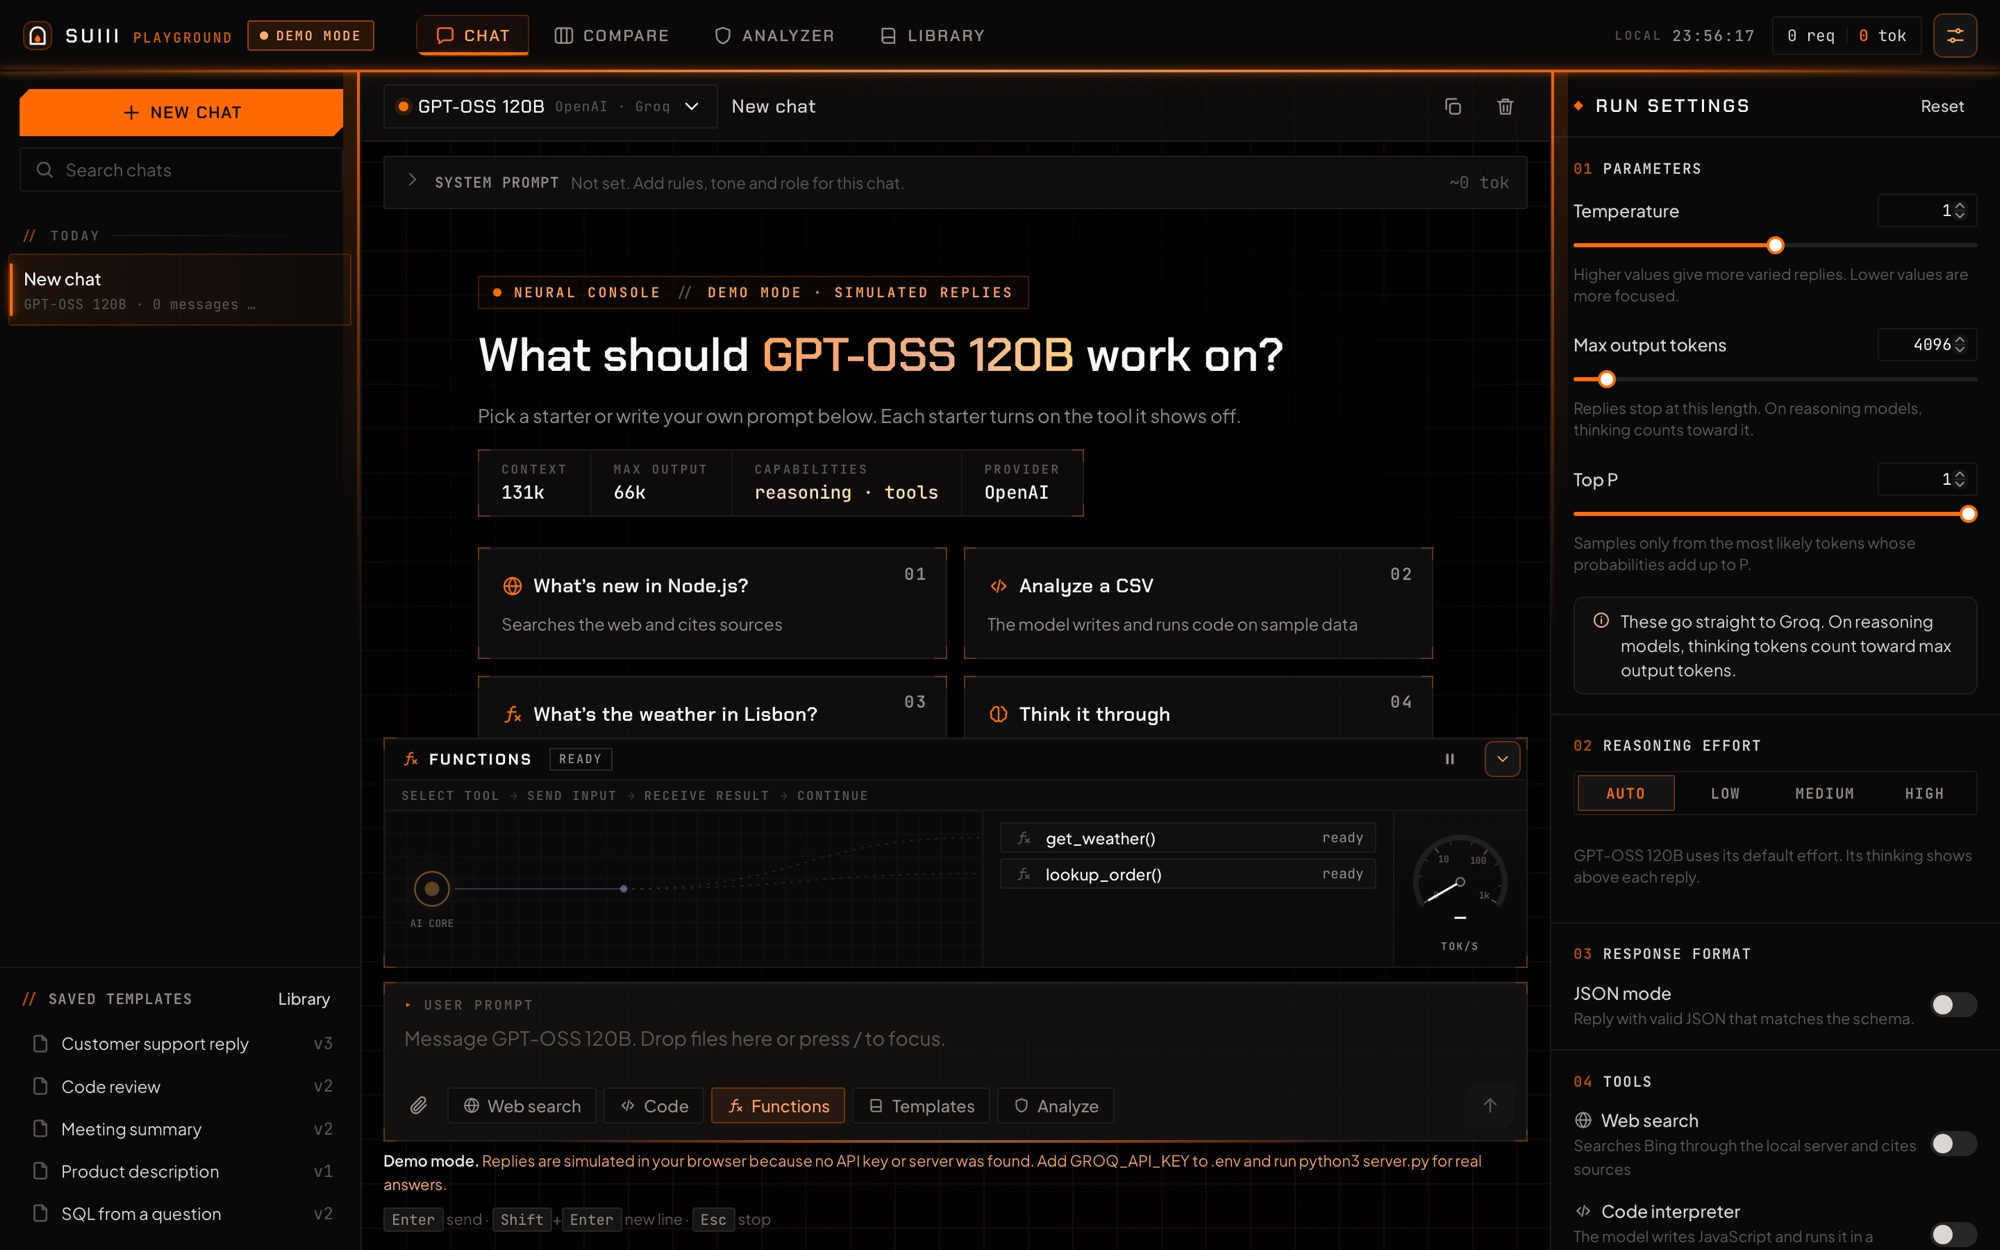 SUIII PLAYGROUND
DEMO MODE
CHAT
COMPARE
ANALYZER
LIBRARY
LOCAL 23:56:17
0 req
0 tok
NEW CHAT
Search chats
// TODAY
New chat
GPT-OSS 120B · 0 messages …
// SAVED TEMPLATES
Library
Customer support reply v3
Code review v2
Meeting summary v2
Product description v1
SQL from a question v2
GPT-OSS 120B OpenAI · Groq
New chat
SYSTEM PROMPT Not set. Add rules, tone and role for this chat.
~0 tok
NEURAL CONSOLE // DEMO MODE · SIMULATED REPLIES
What should GPT-OSS 120B work on?
Pick a starter or write your own prompt below. Each starter turns on the tool it shows off.
CONTEXT
131k
MAX OUTPUT
66k
CAPABILITIES
reasoning · tools
PROVIDER
OpenAI
What's new in Node.js?
01
Searches the web and cites sources
Analyze a CSV
02
The model writes and runs code on sample data
What's the weather in Lisbon?
03
Think it through
04
FUNCTIONS
READY
SELECT TOOL → SEND INPUT → RECEIVE RESULT → CONTINUE
AI CORE
get_weather() ready
lookup_order() ready
10
100
1k
TOK/S
USER PROMPT
Message GPT-OSS 120B. Drop files here or press / to focus.
Web search
Code
Functions
Templates
Analyze
Demo mode. Replies are simulated in your browser because no API key or server was found. Add GROQ_API_KEY to .env and run python3 server.py for real
answers.
Enter send · Shift + Enter new line · Esc stop
RUN SETTINGS
Reset
01 PARAMETERS
Temperature
1
Higher values give more varied replies. Lower values are
more focused.
Max output tokens
4096
Replies stop at this length. On reasoning models,
thinking counts toward it.
Top P
1
Samples only from the most likely tokens whose
probabilities add up to P.
These go straight to Groq. On reasoning
models, thinking tokens count toward max
output tokens.
02 REASONING EFFORT
AUTO
LOW
MEDIUM
HIGH
GPT-OSS 120B uses its default effort. Its thinking shows
above each reply.
03 RESPONSE FORMAT
JSON mode
Reply with valid JSON that matches the schema.
04 TOOLS
Web search
Searches Bing through the local server and cites
sources
Code interpreter
The model writes JavaScript and runs it in a